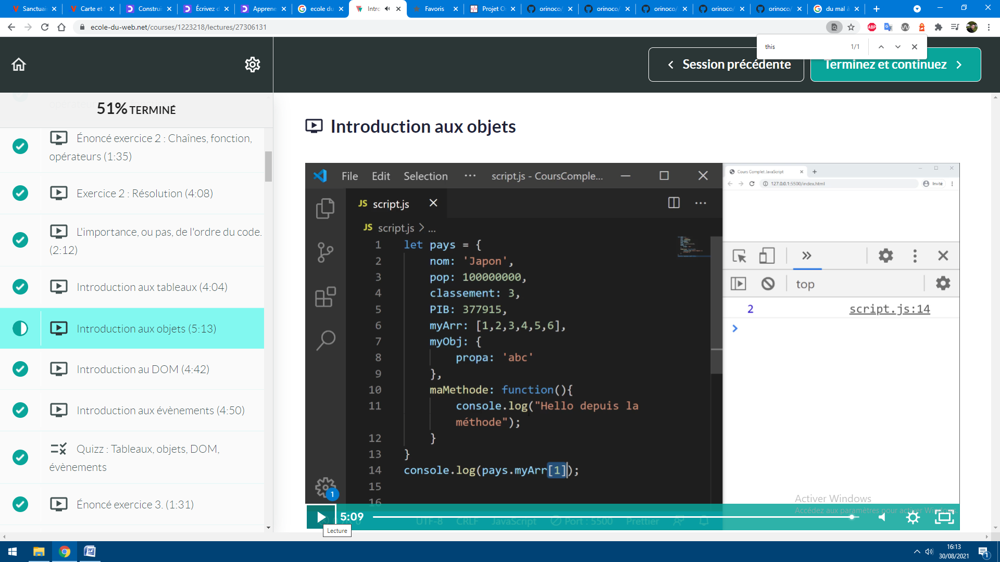 Sanctuai
Carte et
Construi
Écrivez d
Apprene
ecole du
Intro
Favoris
Projet O
orinoco/
orinoco/
orinoco/
orinoco/
orinoco/
du mal à
ecole-du-web.net/courses/1223218/lectures/27306131
this
1/1
Session précédente
Terminez et continuez
51% TERMINÉ
Énoncé exercice 2 : Chaînes, fonction,
opérateurs (1:35)
Exercice 2 : Résolution (4:08)
L'importance, ou pas, de l'ordre du code.
(2:12)
Introduction aux tableaux (4:04)
Introduction aux objets (5:13)
Introduction au DOM (4:42)
Introduction aux évènements (4:50)
Quizz : Tableaux, objets, DOM,
évènements
Énoncé exercice 3. (1:31)
Introduction aux objets
File Edit Selection ··· script.js - CoursComple...
JS script.js
JS script.js > ...
1 let pays = {
2 nom: 'Japon',
3 pop: 100000000,
4 classement: 3,
5 PIB: 377915,
6 myArr: [1,2,3,4,5,6],
7 myObj: {
8 propa: 'abc'
9 },
10 maMethode: function(){
11 console.log("Hello depuis la
méthode");
12 }
13 }
14 console.log(pays.myArr[1]);
15
16
1
Cours Complet JavaScript
127.0.0.1:5500/index.html
Invité
top
2 script.js:14
Activer Windows
Accédez aux paramètres pour activer Windows.
5:09
UTF-8 CRLF JavaScript Port : 5500 Prettier
Lecture
ABP
16:13
30/08/2021
1